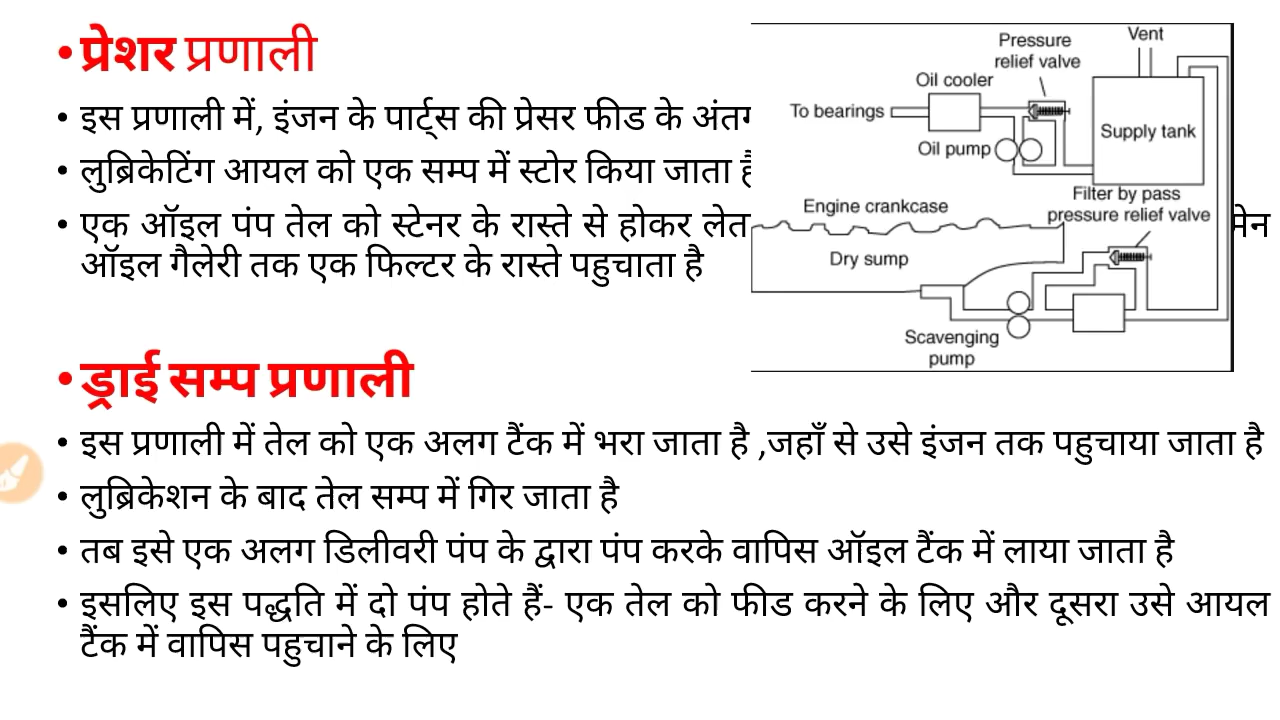 •प्रेशर प्रणाली
• इस प्रणाली में, इंजन के पार्ट्स की प्रेसर फीड के
• लुब्रिकेटिंग आयल को एक सम्प में स्टोर किया जाता
• एक ऑइल पंप तेल को स्टेनर के रास्ते से होकर मेन
ऑइल गैलेरी तक एक फिल्टर के रास्ते पहुचाता है
Vent
Pressure
relief valve
Oil cooler
To bearings
Supply tank
Oil pump
Filter by pass
pressure relief valve
Engine crankcase
Dry sump
Scavenging
pump
•ड्राई सम्प प्रणाली
• इस प्रणाली में तेल को एक अलग टैंक में भरा जाता है ,जहाँ से उसे इंजन तक पहुचाया जाता है
• लुब्रिकेशन के बाद तेल सम्प में गिर जाता है
• तब इसे एक अलग डिलीवरी पंप के द्वारा पंप करके वापिस ऑइल टैंक में लाया जाता है
• इसलिए इस पद्धति में दो पंप होते हैं- एक तेल को फीड करने के लिए और दूसरा उसे आयल
टैंक में वापिस पहुचाने के लिए